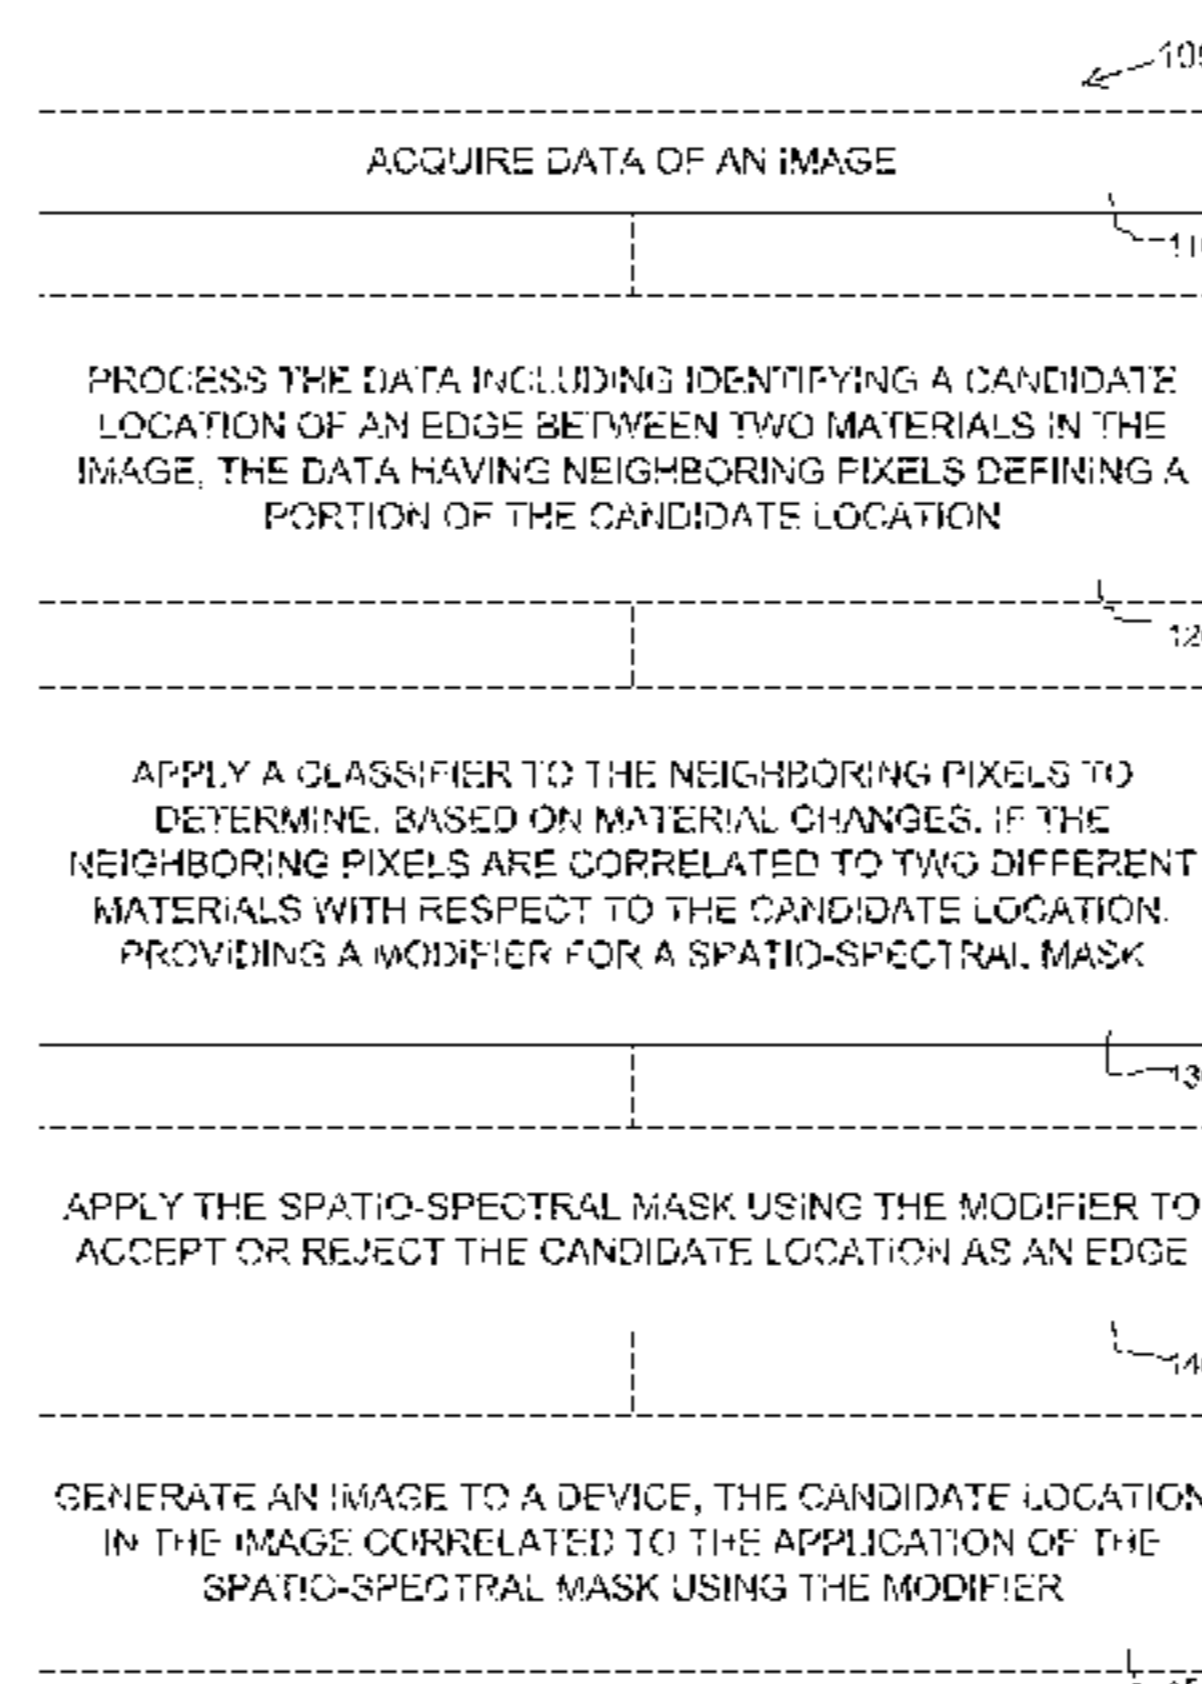 ACQUIRE DATA OF AN IMAGE
PROCESS THE DATA INCLUDING IDENTIFYING A CANDIDATE
LOCATION OF AN EDGE BETWEEN TWO MATERIALS IN THE
IMAGE, THE DATA HAVING NEIGHBORING PIXELS DEFINING A
PORTION OF THE CANDIDATE LOCATION
APPLY A CLASSIFIER TO THE NEIGHBORING PIXELS TO
DETERMINE, BASED ON MATERIAL CHANGES, IF THE
NEIGHBORING PIXELS ARE CORRELATED TO TWO DIFFERENT
MATERIALS WITH RESPECT TO THE CANDIDATE LOCATION,
PROVIDING A MODIFIER FOR A SPATIO-SPECTRAL MASK
APPLY THE SPATIO-SPECTRAL MASK USING THE MODIFIER TO
ACCEPT OR REJECT THE CANDIDATE LOCATION AS AN EDGE
GENERATE AN IMAGE TO A DEVICE, THE CANDIDATE LOCATION
IN THE IMAGE CORRELATED TO THE APPLICATION OF THE
SPATIO-SPECTRAL MASK USING THE MODIFIER